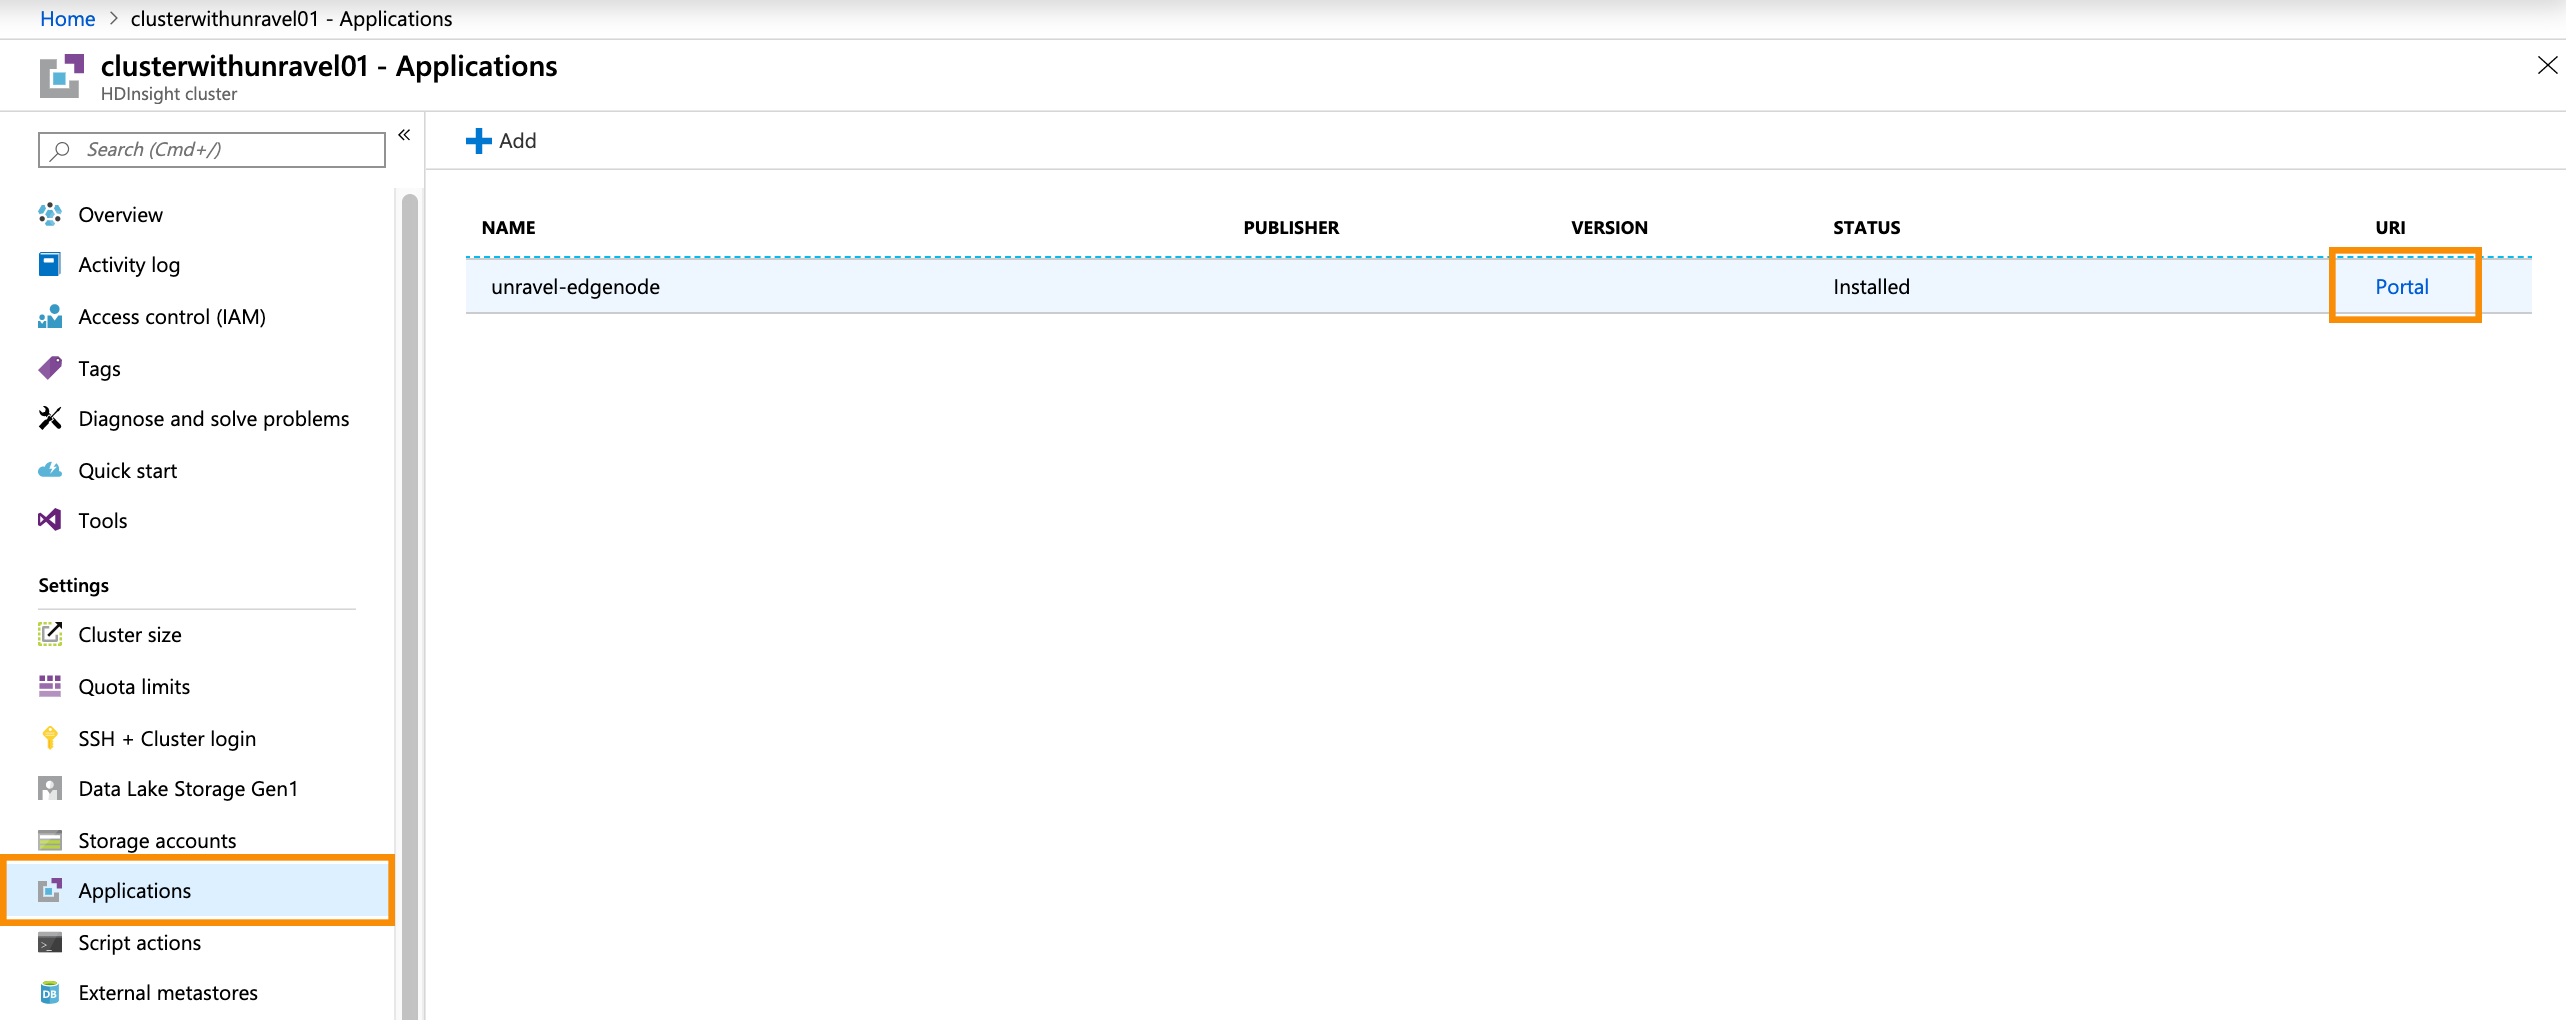 Home > clusterwithunravel01 - Applications
clusterwithunravel01 - Applications
HDInsight cluster
Search (Cmd+/)
«
Overview
Activity log
Access control (IAM)
Tags
Diagnose and solve problems
Quick start
Tools
Settings
Cluster size
Quota limits
SSH + Cluster login
Data Lake Storage Gen1
Storage accounts
Applications
Script actions
DB
External metastores
Add
NAME PUBLISHER VERSION STATUS URI
unravel-edgenode Installed Portal